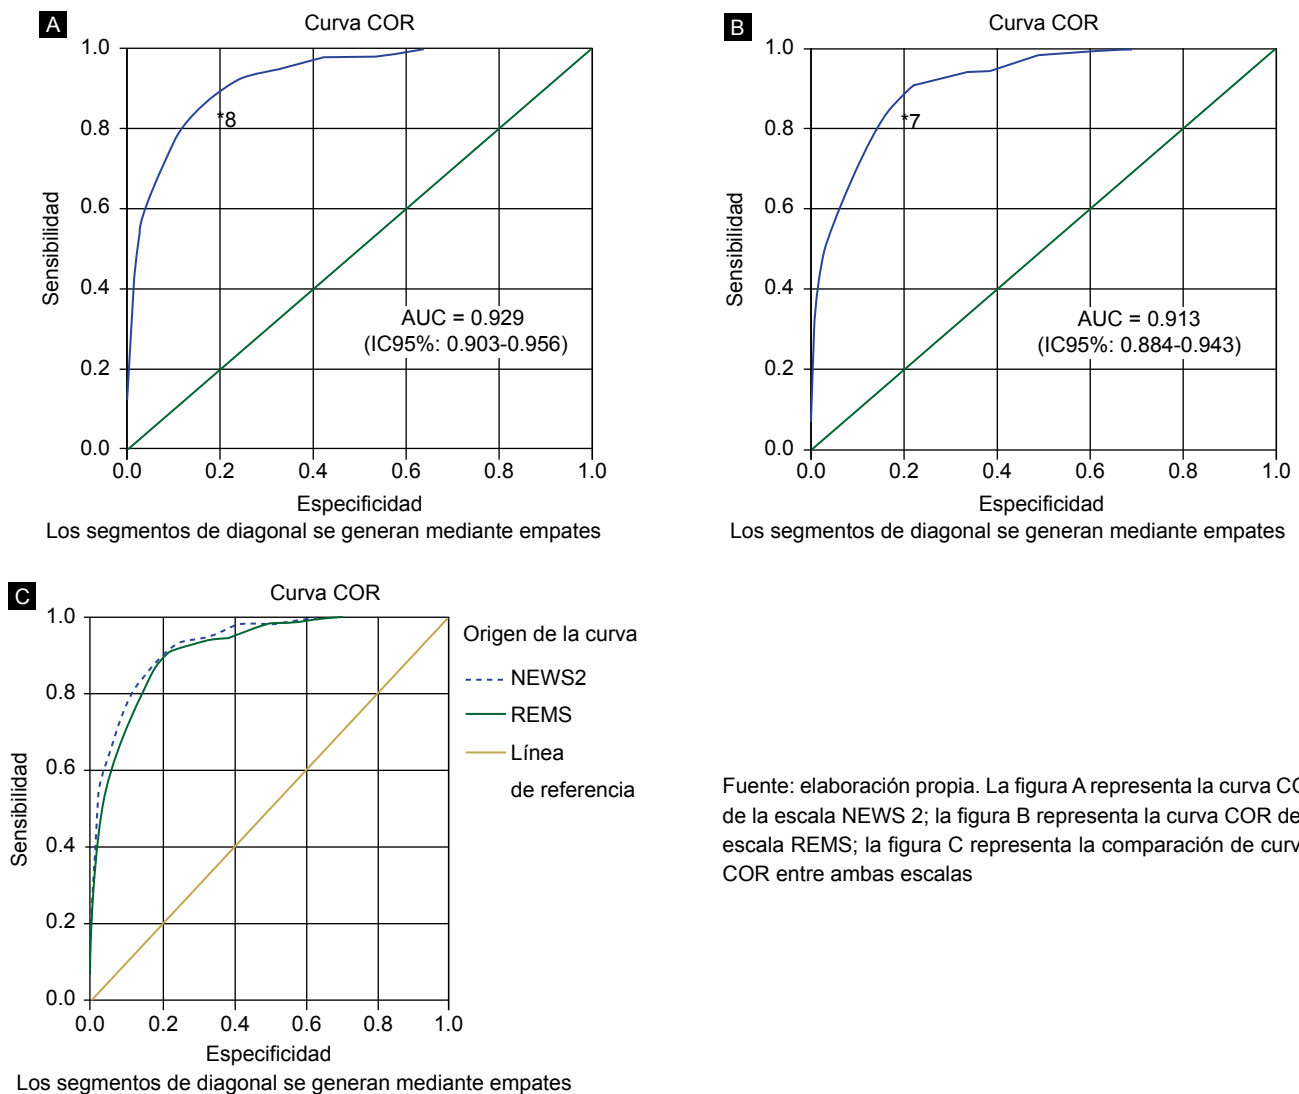 A
Curva COR
1.0
0.8
0.6
0.4
0.2
0.0
Sensibilidad
*8
AUC = 0.929
(IC95%: 0.903-0.956)
0.0 0.2 0.4 0.6 0.8 1.0
Especificidad
Los segmentos de diagonal se generan mediante empates
B
Curva COR
1.0
0.8
0.6
0.4
0.2
0.0
Sensibilidad
*7
AUC = 0.913
(IC95%: 0.884-0.943)
0.0 0.2 0.4 0.6 0.8 1.0
Especificidad
Los segmentos de diagonal se generan mediante empates
C
Curva COR
1.0
0.8
0.6
0.4
0.2
0.0
Sensibilidad
0.0 0.2 0.4 0.6 0.8 1.0
Especificidad
Los segmentos de diagonal se generan mediante empates
Origen de la curva
NEWS2
REMS
Línea
de referencia
Fuente: elaboración propia. La figura A representa la curva
de la escala NEWS 2; la figura B representa la curva COR de
escala REMS; la figura C representa la comparación de
COR entre ambas escalas